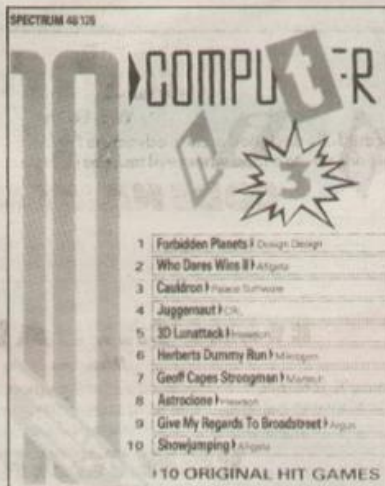 SPECTRUM 48/128
10
COMPUTER
HITS
3
1 Forbidden Planets Design Design
2 Who Dares Wins II Alligata
3 Cauldron Palace Software
4 Juggernaut CRL
5 3D Lunattack Hewson
6 Herberts Dummy Run Mikrogen
7 Geoff Capes Strongman Martech
8 Astroclone Hewson
9 Give My Regards To Broadstreet Argus
10 Showjumping Alligata
10 ORIGINAL HIT GAMES